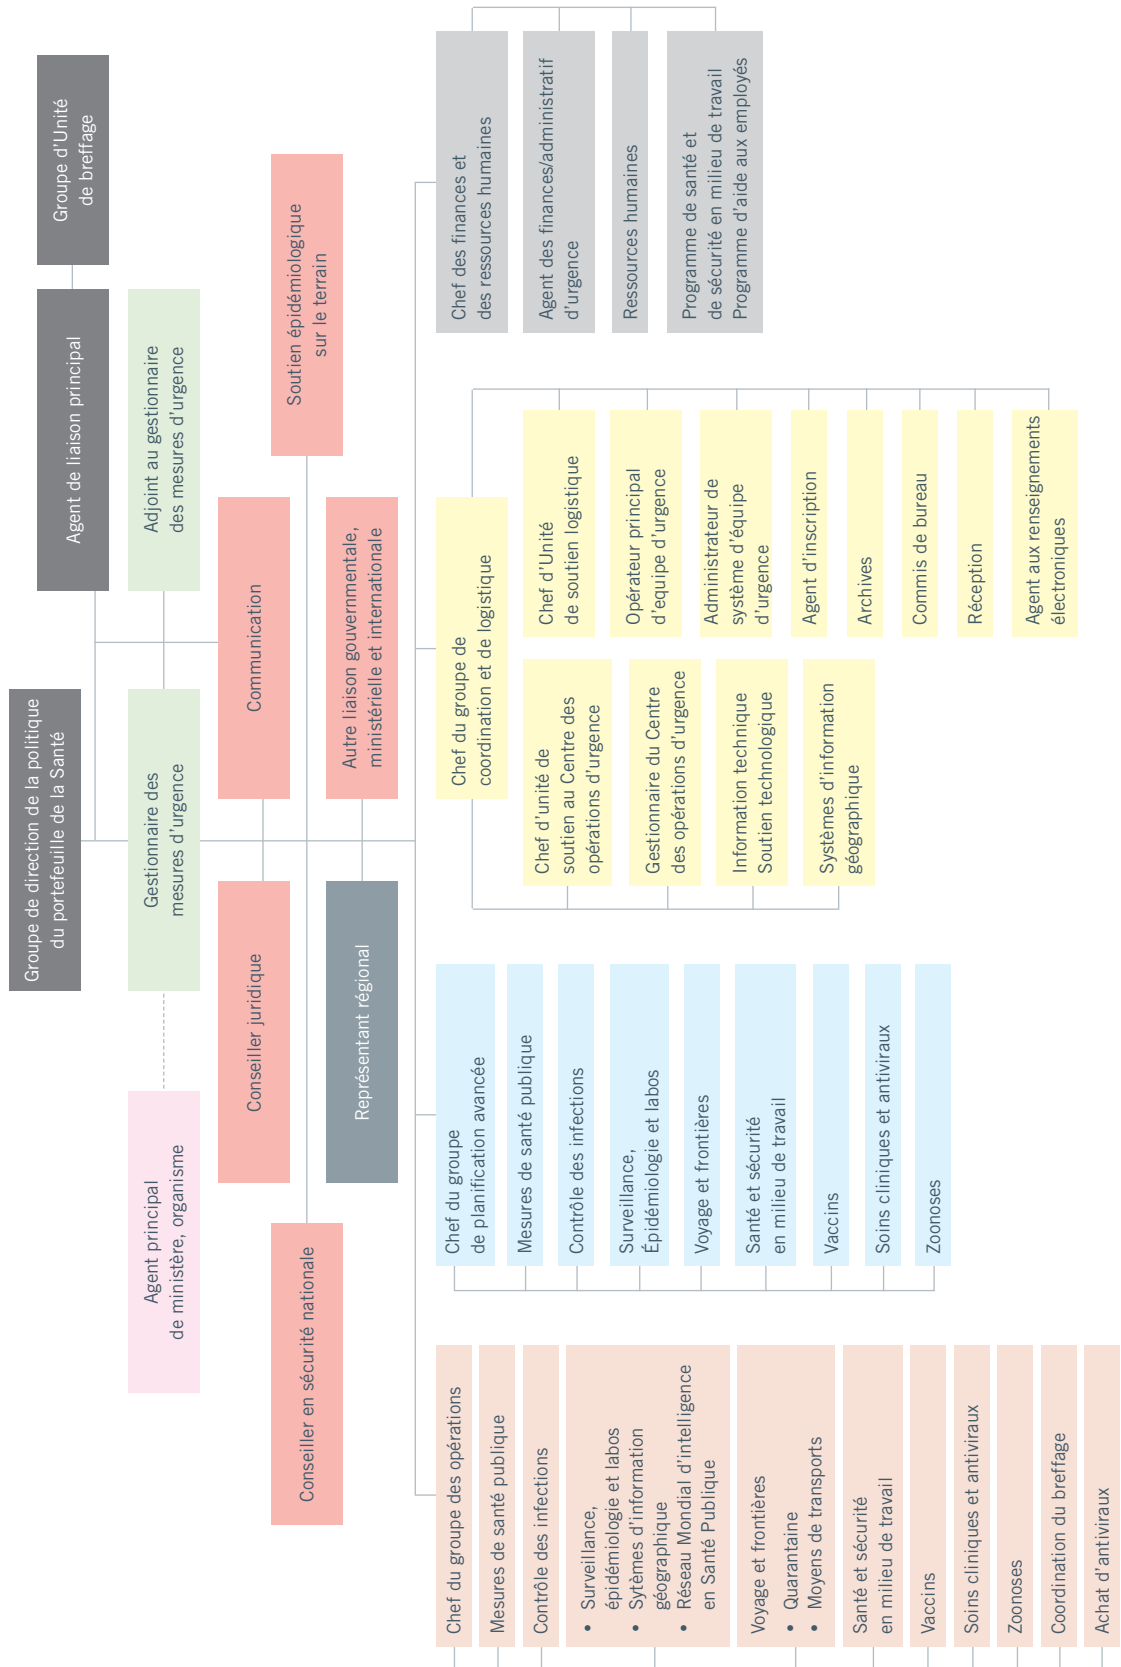 Groupe de direction de la politique
du portefeuille de la Santé
Agent de liaison principal
Groupe d'Unité
de breffage
Agent principal
de ministère, organisme
Gestionnaire des
mesures d'urgence
Adjoint au gestionnaire
des mesures d'urgence
Conseiller juridique
Communication
Conseiller en sécurité nationale
Soutien épidémiologique
sur le terrain
Représentant régional
Autre liaison gouvernementale,
ministérielle et internationale
Chef du groupe des opérations
Mesures de santé publique
Contrôle des infections
• Surveillance,
épidémiologie et labos
• Sytèmes d'information
géographique
• Réseau Mondial d'intelligence
en Santé Publique
Voyage et frontières
• Quarantaine
• Moyens de transports
Santé et sécurité
en milieu de travail
Vaccins
Soins cliniques et antiviraux
Zoonoses
Coordination du breffage
Achat d'antiviraux
Chef du groupe
de planification avancée
Mesures de santé publique
Contrôle des infections
Surveillance,
Épidémiologie et labos
Voyage et frontières
Santé et sécurité
en milieu de travail
Vaccins
Soins cliniques et antiviraux
Zoonoses
Chef du groupe de
coordination et de logistique
Chef d'unité de
soutien au Centre des
opérations d'urgence
Gestionnaire du Centre
des opérations d'urgence
Information technique
Soutien technologique
Systèmes d'information
géographique
Chef d'Unité
de soutien logistique
Opérateur principal
d'equipe d'urgence
Administrateur de
système d'équipe
d'urgence
Agent d'inscription
Archives
Commis de bureau
Réception
Agent aux renseignements
électroniques
Chef des finances et
des ressources humaines
Agent des finances/administratif
d'urgence
Ressources humaines
Programme de santé et
de sécurité en milieu de travail
Programme d'aide aux employés